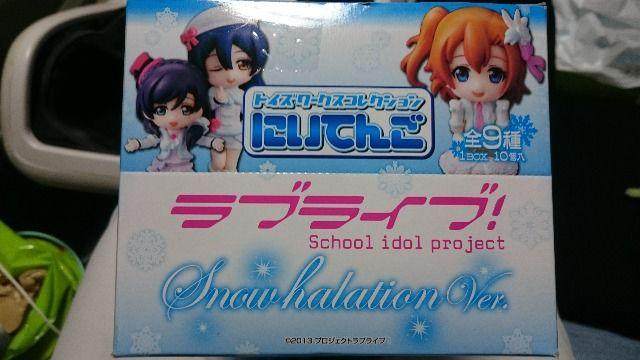 トイズワークスコレクション
にいてんご
全9種
1BOX 10個入
ラブライブ!
School idol project
Snow halation Ver.
©2013 プロジェクトラブライブ!